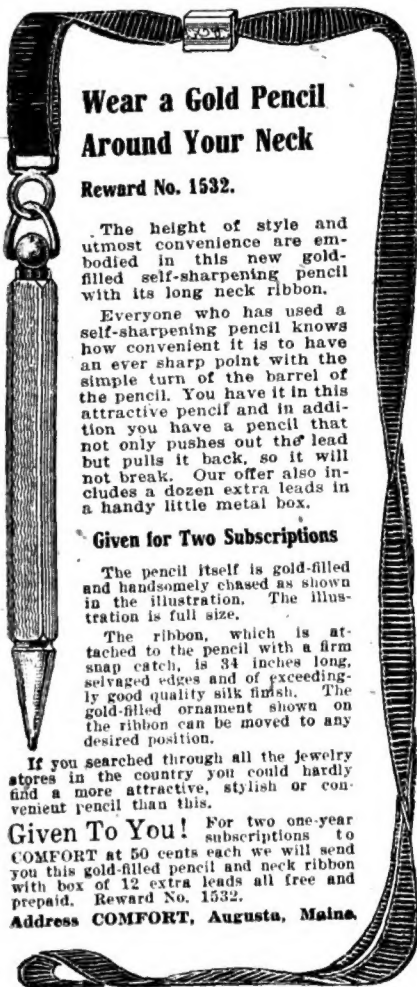 Wear a Gold Pencil
Around Your Neck
Reward No. 1532.
The height of style and
utmost convenience are em-
bodied in this new gold-
filled self-sharpening pencil
with its long neck ribbon.
Everyone who has used a
self-sharpening pencil knows
how convenient it is to have
an ever sharp point with the
simple turn of the barrel of
the pencil. You have it in this
attractive pencil and in addi-
tion you have a pencil that
not only pushes out the lead
but pulls it back, so it will
not break. Our offer also in-
cludes a dozen extra leads in
a handy little metal box.
Given for Two Subscriptions
The pencil itself is gold-filled
and handsomely chased as shown
in the illustration. The illus-
tration is full size.
The ribbon, which is at-
tached to the pencil with a firm
snap catch, is 34 inches long,
selvaged edges and of exceeding-
ly good quality silk finish. The
gold-filled ornament shown on
the ribbon can be moved to any
desired position.
If you searched through all the jewelry
stores in the country you could hardly
find a more attractive, stylish or con-
venient pencil than this.
Given To You! For two one-year
subscriptions to
COMFORT at 50 cents each we will send
you this gold-filled pencil and neck ribbon
with box of 12 extra leads all free and
prepaid. Reward No. 1532.
Address COMFORT, Augusta, Maine.